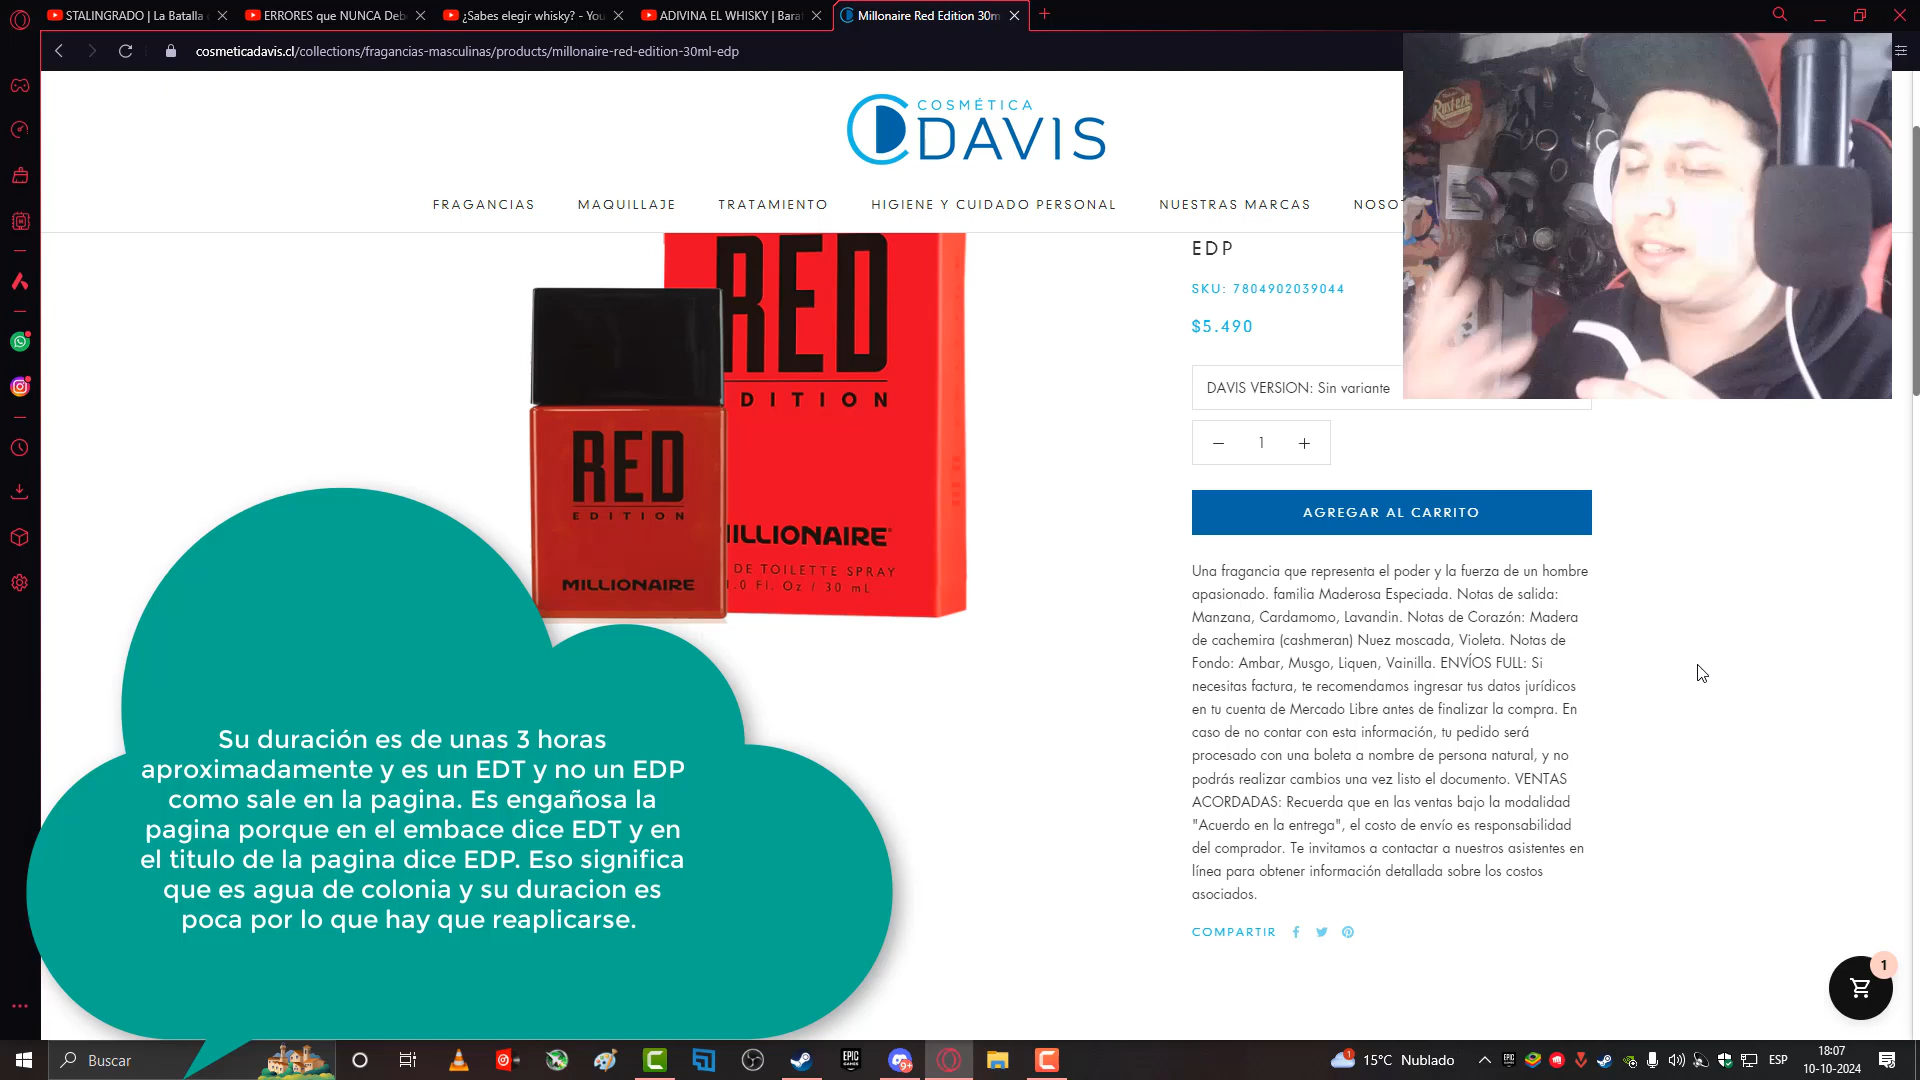 STALINGRADO | La Batalla
ERRORES que NUNCA Deb
¿Sabes elegir whisky? - You
ADIVINA EL WHISKY | Barat
Millonaire Red Edition 30m
cosmeticadavis.cl/collections/fragancias-masculinas/products/millonaire-red-edition-30ml-edp
COSMÉTICA
DAVIS
FRAGANCIAS
MAQUILLAJE
TRATAMIENTO
HIGIENE Y CUIDADO PERSONAL
NUESTRAS MARCAS
NOSOT
RED
EDITION
MILLIONAIRE
RED
DITION
MILLIONAIRE
DE TOILETTE SPRAY
1.0 Fl. Oz / 30 mL
EDP
SKU: 7804902039044
$5.490
DAVIS VERSION: Sin variante
1
AGREGAR AL CARRITO
Una fragancia que representa el poder y la fuerza de un hombre
apasionado. familia Maderosa Especiada. Notas de salida:
Manzana, Cardamomo, Lavandin. Notas de Corazón: Madera
de cachemira (cashmeran) Nuez moscada, Violeta. Notas de
Fondo: Ambar, Musgo, Liquen, Vainilla. ENVÍOS FULL: Si
necesitas factura, te recomendamos ingresar tus datos jurídicos
en tu cuenta de Mercado Libre antes de finalizar la compra. En
caso de no contar con esta información, tu pedido será
procesado con una boleta a nombre de persona natural, y no
podrás realizar cambios una vez listo el documento. VENTAS
ACORDADAS: Recuerda que en las ventas bajo la modalidad
"Acuerdo en la entrega", el costo de envío es responsabilidad
del comprador. Te invitamos a contactar a nuestros asistentes en
línea para obtener información detallada sobre los costos
asociados.
COMPARTIR
1
Su duración es de unas 3 horas
aproximadamente y es un EDT y no un EDP
como sale en la pagina. Es engañosa la
pagina porque en el embace dice EDT y en
el titulo de la pagina dice EDP. Eso significa
que es agua de colonia y su duracion es
poca por lo que hay que reaplicarse.
Buscar
EPIC
GAMES
9+
1
15°C Nublado
ESP
18:07
10-10-2024